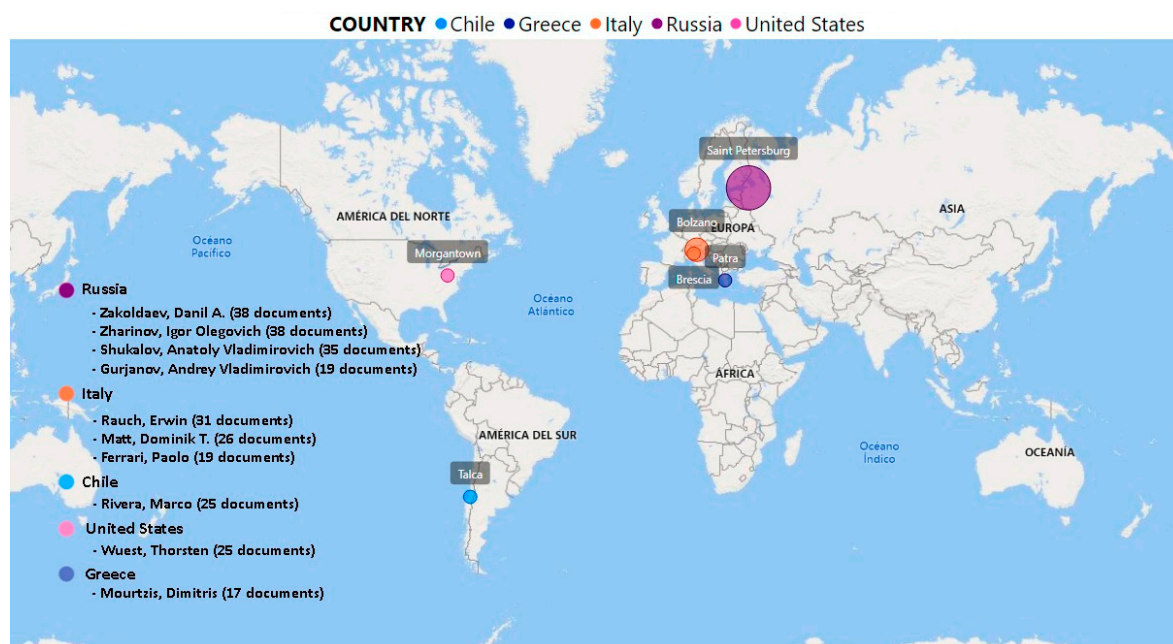 COUNTRY Chile Greece Italy Russia United States
Saint Petersburg
ASIA
AMÉRICA DEL NORTE
Bolzano
EUROPA
Océano
Pacífico
Morgantown
Patra
Brescia
Russia
- Zakoldaev, Danil A. (38 documents)
- Zharinov, Igor Olegovich (38 documents)
- Shukalov, Anatoly Vladimirovich (35 documents)
- Gurjanov, Andrey Vladimirovich (19 documents)
Océano
Atlántico
ÁFRICA
Italy
- Rauch, Erwin (31 documents)
- Matt, Dominik T. (26 documents)
- Ferrari, Paolo (19 documents)
AMÉRICA DEL SUR
Océano
Índico
OCEANÍA
Talca
Chile
- Rivera, Marco (25 documents)
United States
- Wuest, Thorsten (25 documents)
Greece
- Mourtzis, Dimitris (17 documents)